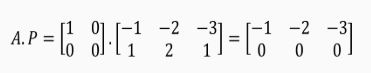 A.P = [1 0; 0 0] . [−1 −2 −3; 1 2 1] = [−1 −2 −3; 0 0 0]